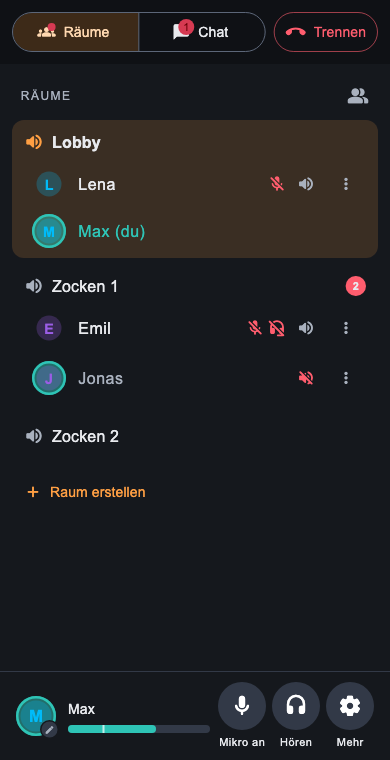 Räume
1
Chat
Trennen
RÄUME
Lobby
L
Lena
M
Max (du)
Zocken 1
2
E
Emil
J
Jonas
Zocken 2
+ Raum erstellen
M
Max
Mikro an
Hören
Mehr